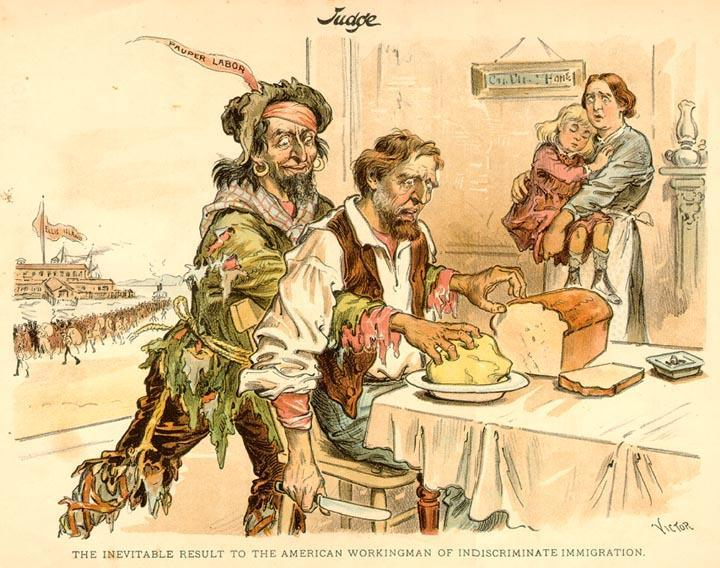 Judge
PAUPER LABOR
ELLIS ISLAND
VICTOR
THE INEVITABLE RESULT TO THE AMERICAN WORKINGMAN OF INDISCRIMINATE IMMIGRATION.